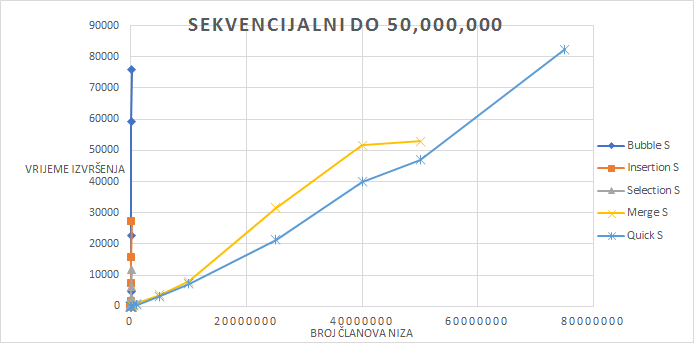 SEKVENCIJALNI DO 50,000,000
90000
80000
70000
60000
50000
VRIJEME IZVRŠENJA
40000
30000
20000
10000
0
0 20000000 40000000 60000000 80000000
BROJ ČLANOVA NIZA
Bubble S
Insertion S
Selection S
Merge S
Quick S